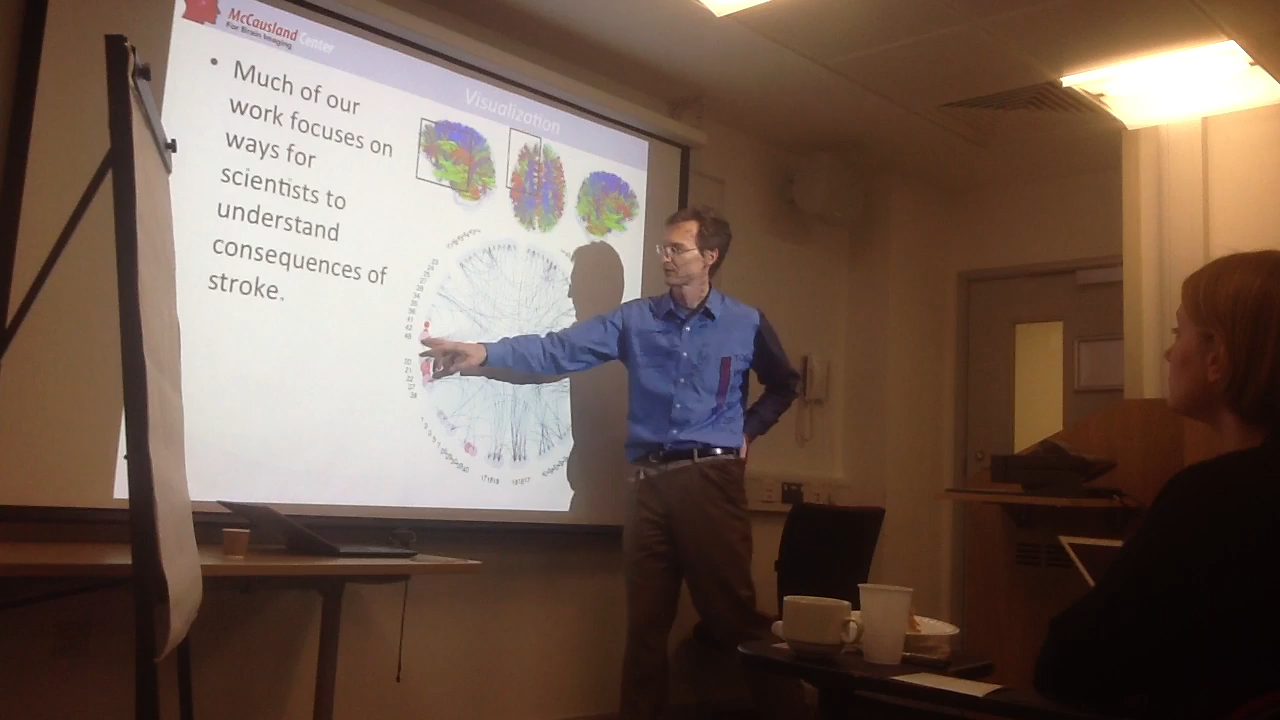 McCausland Center
For Brain Imaging
Visualization
• Much of our
work focuses on
ways for
scientists to
understand
consequences of
stroke.